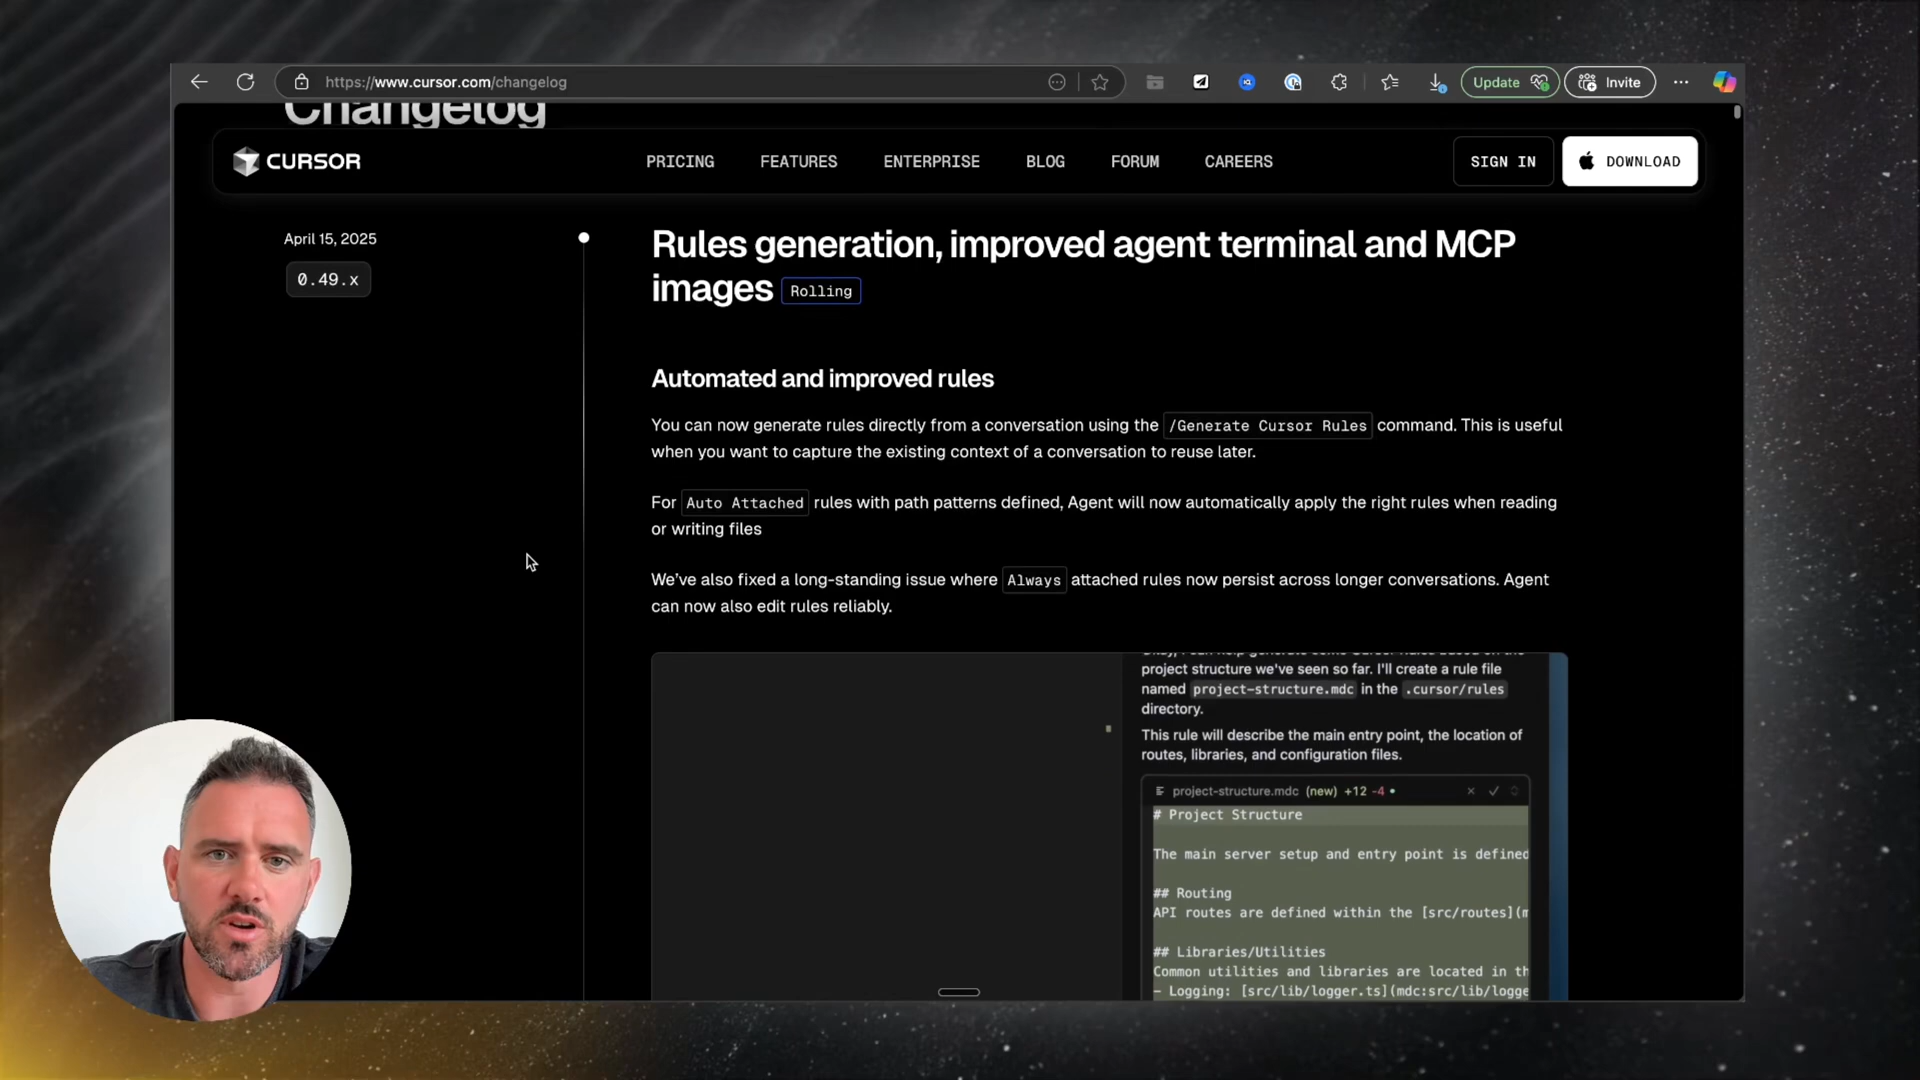 https://www.cursor.com/changelog
Update
Invite
Changelog
CURSOR
PRICING
FEATURES
ENTERPRISE
BLOG
FORUM
CAREERS
SIGN IN
DOWNLOAD
April 15, 2025
0.49.x
Rules generation, improved agent terminal and MCP
images Rolling
Automated and improved rules
You can now generate rules directly from a conversation using the /Generate Cursor Rules command. This is useful
when you want to capture the existing context of a conversation to reuse later.
For Auto Attached rules with path patterns defined, Agent will now automatically apply the right rules when reading
or writing files
We've also fixed a long-standing issue where Always attached rules now persist across longer conversations. Agent
can now also edit rules reliably.
project structure we've seen so far. I'll create a rule file
named project-structure.mdc in the .cursor/rules
directory.
This rule will describe the main entry point, the location of
routes, libraries, and configuration files.
project-structure.mdc (new) +12 -4
# Project Structure
The main server setup and entry point is defined
## Routing
API routes are defined within the [src/routes](m
## Libraries/Utilities
Common utilities and libraries are located in th
- Logging: [src/lib/logger.ts](mdc:src/lib/logge